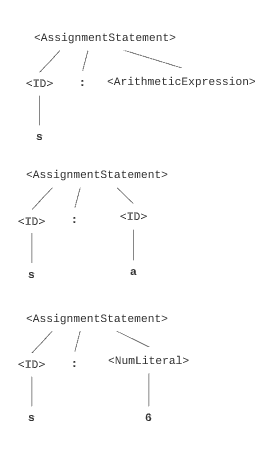 <AssignmentStatement>
<ID> : <ArithmeticExpression>
s
<AssignmentStatement>
<ID> : <ID>
s a
<AssignmentStatement>
<ID> : <NumLiteral>
s 6